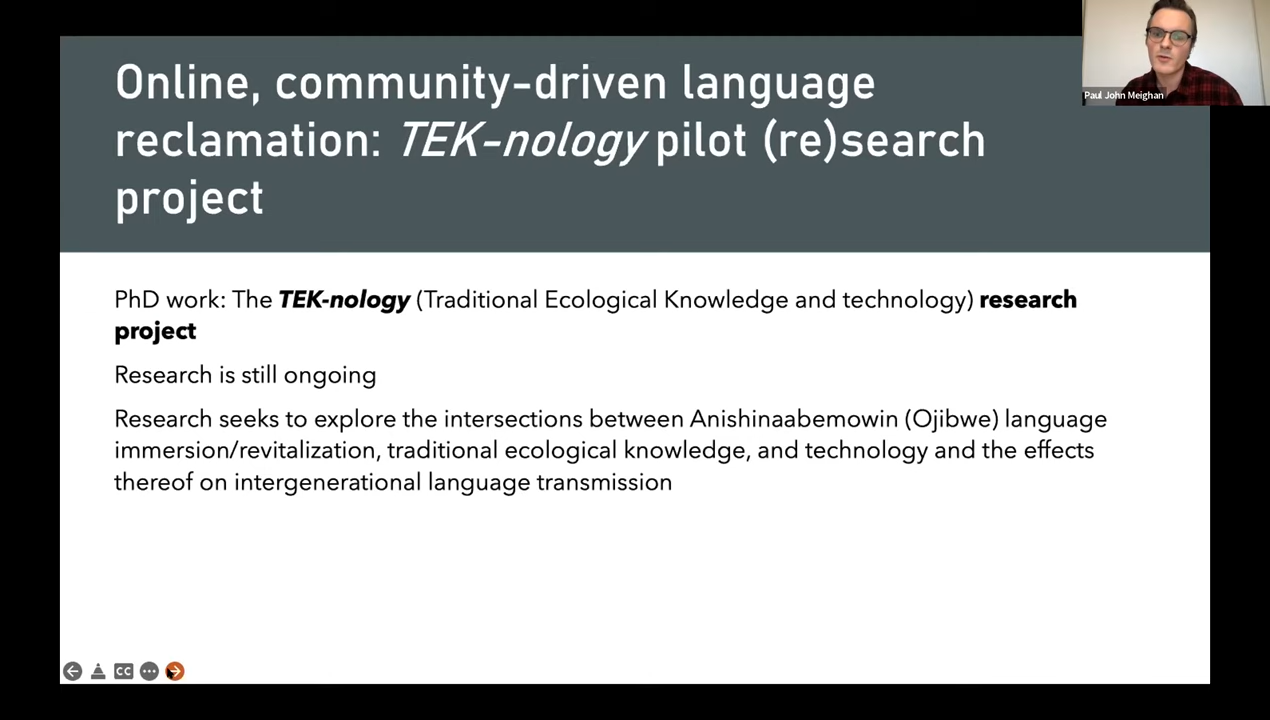 Online, community-driven language
reclamation: TEK-nology pilot (re)search
project
Paul John Meighan
PhD work: The TEK-nology (Traditional Ecological Knowledge and technology) research
project
Research is still ongoing
Research seeks to explore the intersections between Anishinaabemowin (Ojibwe) language
immersion/revitalization, traditional ecological knowledge, and technology and the effects
thereof on intergenerational language transmission
CC